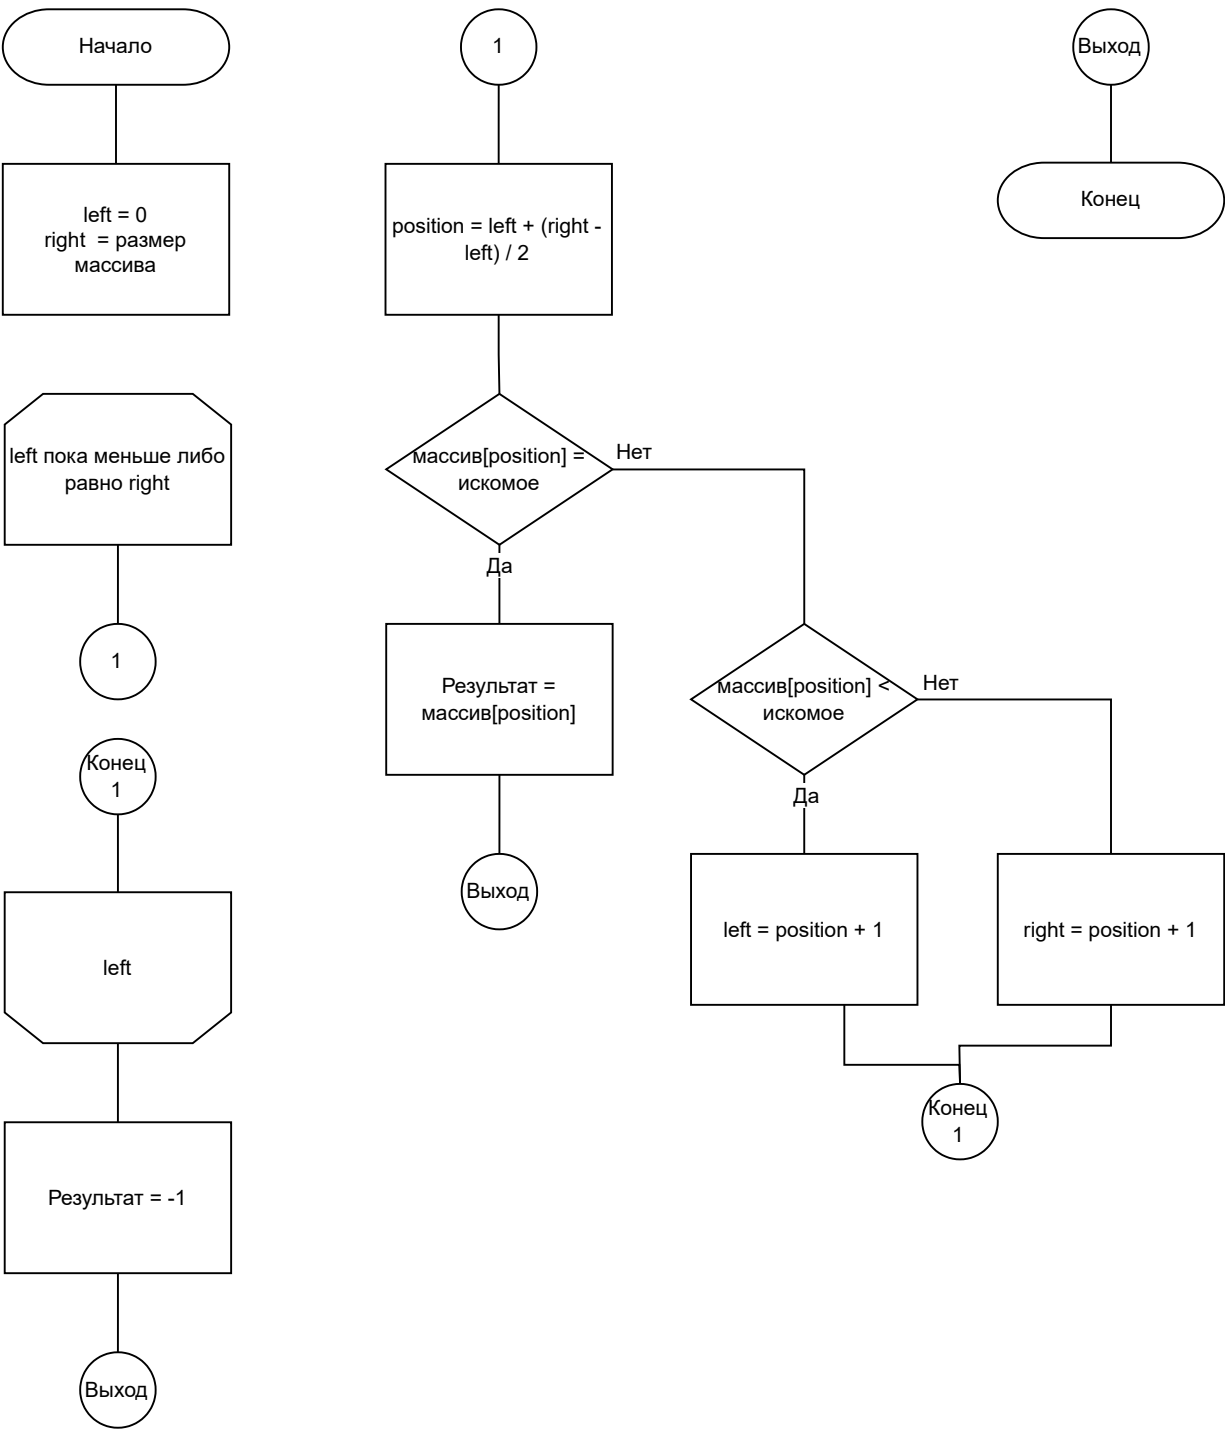 Начало
left = 0
right = размер
массива
left пока меньше либо
равно right
1
Конец
1
left
Результат = -1
Выход
1
position = left + (right -
left) / 2
массив[position] =
искомое
Нет
Да
Результат =
массив[position]
Выход
массив[position] <
искомое
Нет
Да
left = position + 1
right = position + 1
Конец
1
Выход
Конец